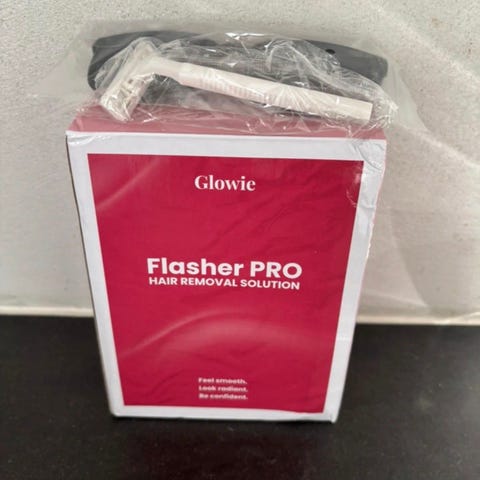 Glowie
Flasher PRO
HAIR REMOVAL SOLUTION
Feel smooth.
Look radiant.
Be confident.